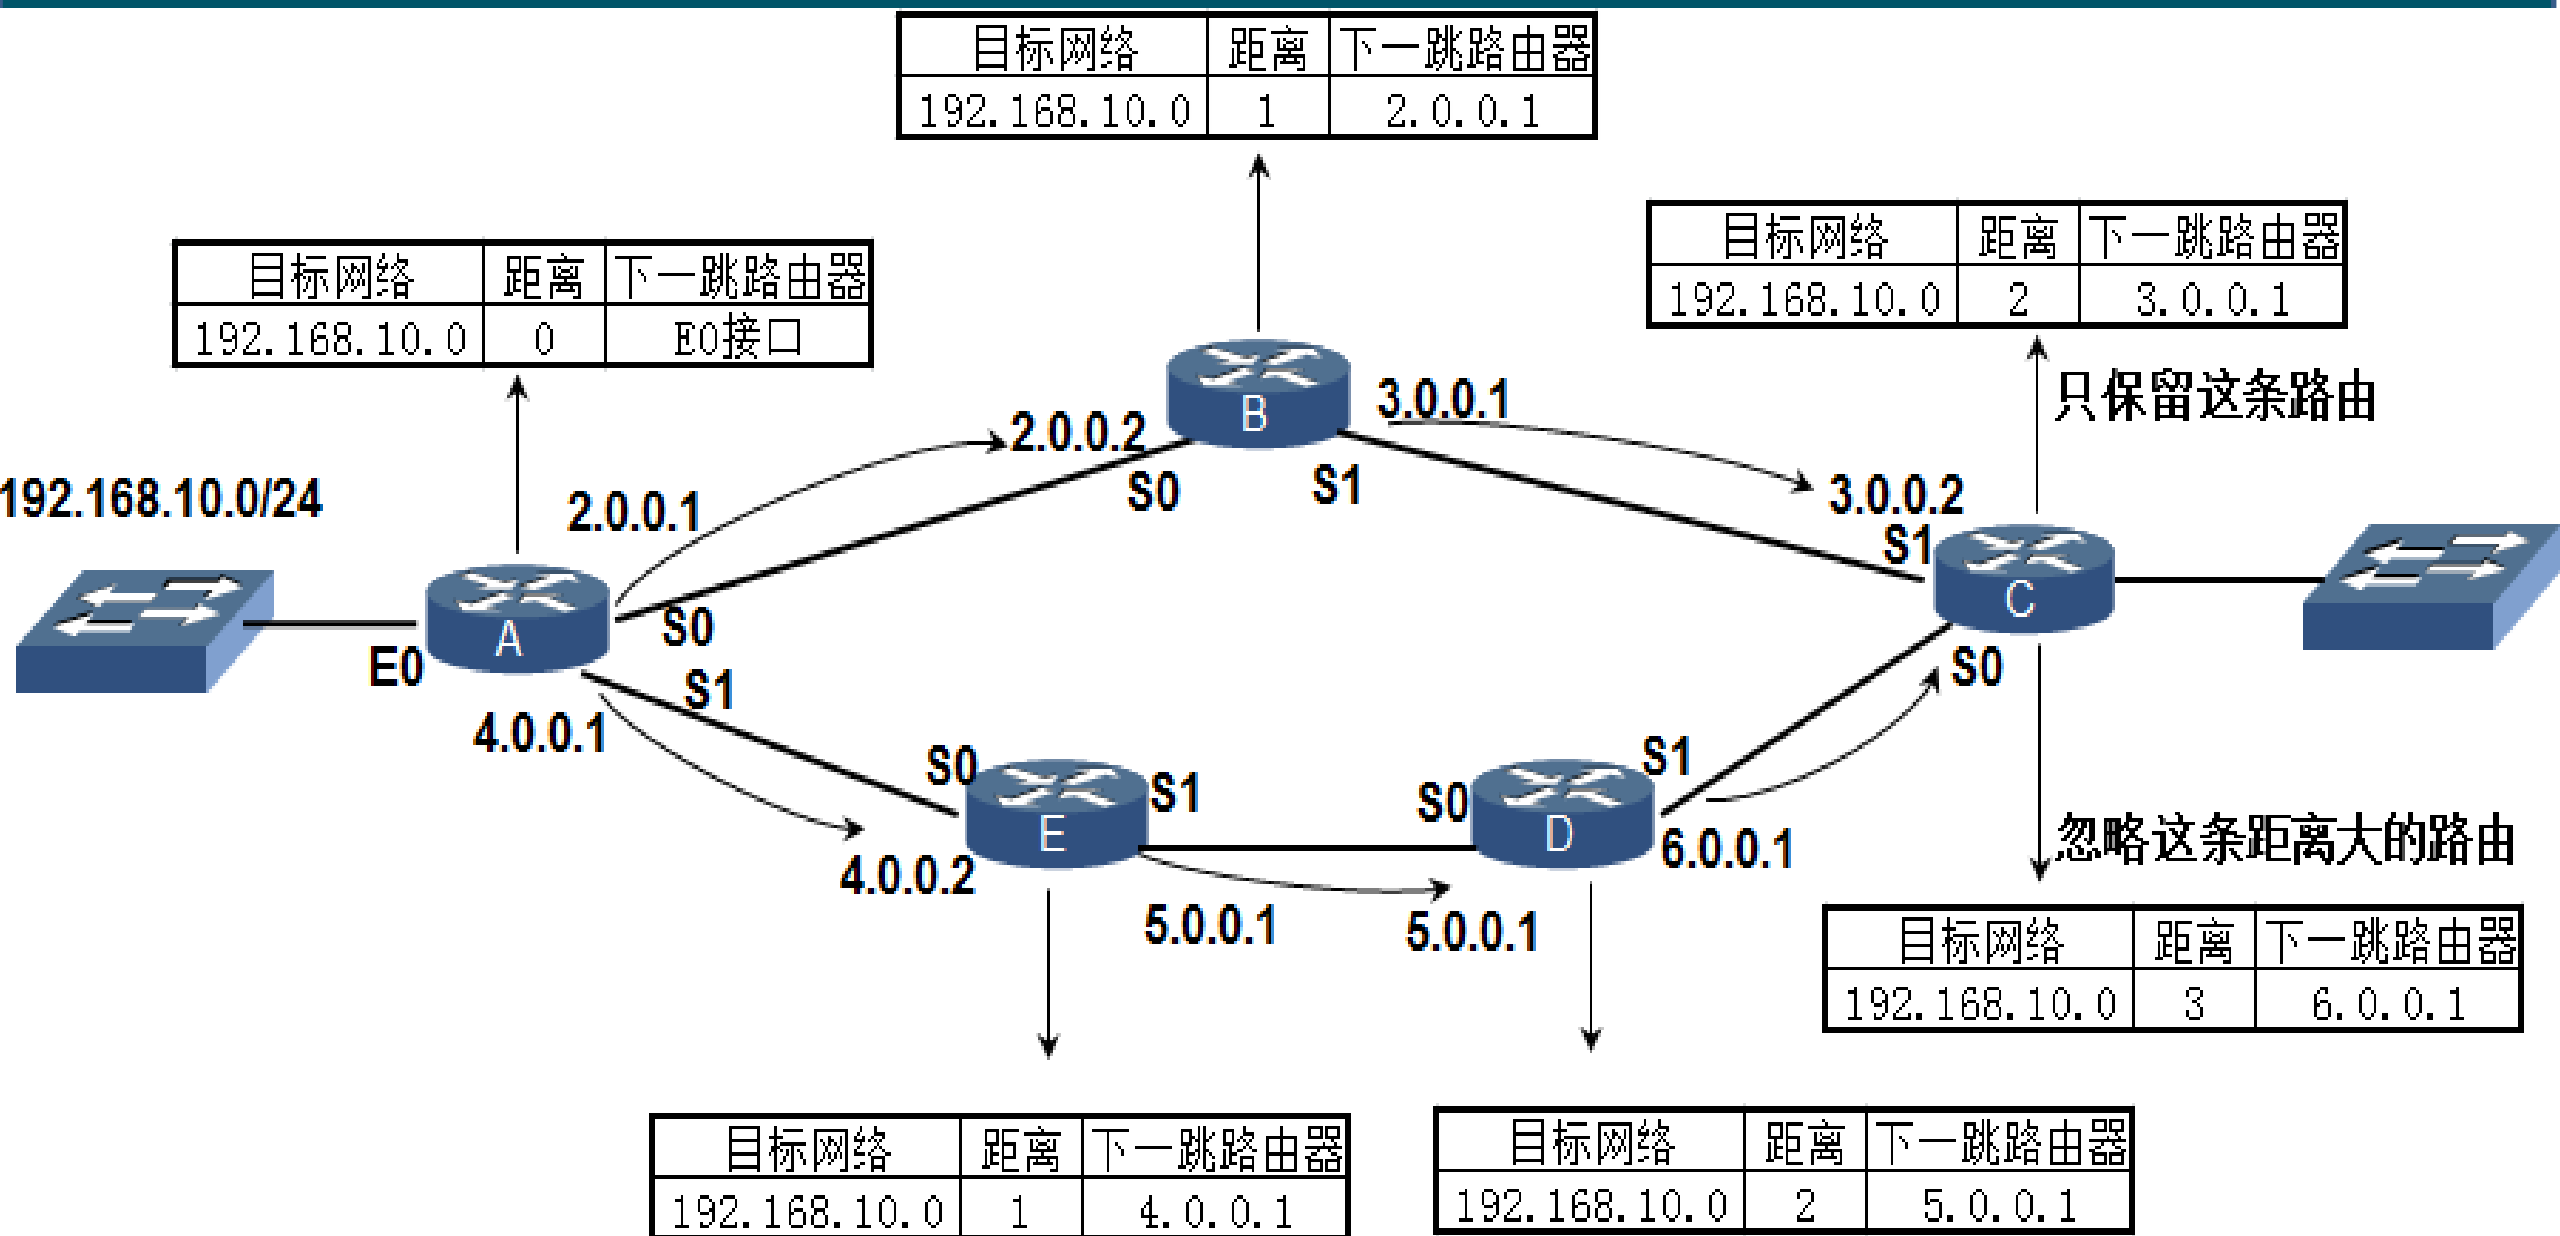 目标网络 距离 下一跳路由器
192.168.10.0 1 2.0.0.1
目标网络 距离 下一跳路由器
192.168.10.0 2 3.0.0.1
目标网络 距离 下一跳路由器
192.168.10.0 0 E0接口
只保留这条路由
B
3.0.0.1
2.0.0.2
S0
S1
192.168.10.0/24
2.0.0.1
3.0.0.2
S1
C
A
S0
E0
S1
S0
4.0.0.1
S0
S1
S1
S0
E
D
6.0.0.1
忽略这条距离大的路由
4.0.0.2
5.0.0.1
5.0.0.1
目标网络 距离 下一跳路由器
192.168.10.0 3 6.0.0.1
目标网络 距离 下一跳路由器
192.168.10.0 1 4.0.0.1
目标网络 距离 下一跳路由器
192.168.10.0 2 5.0.0.1